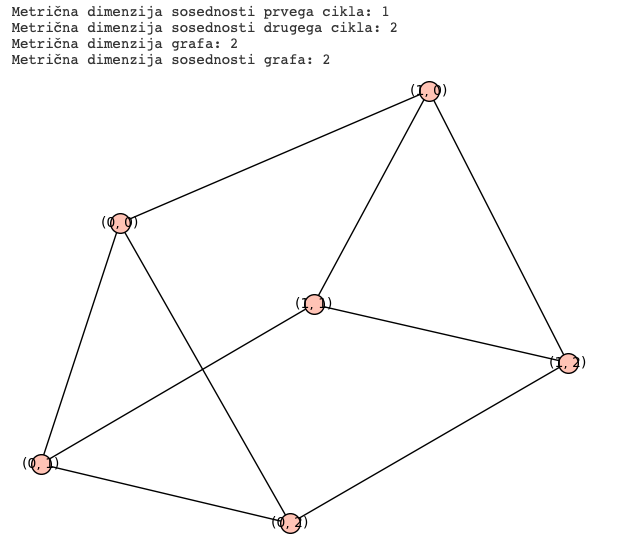 Metrična dimenzija sosednosti prvega cikla: 1
Metrična dimenzija sosednosti drugega cikla: 2
Metrična dimenzija grafa: 2
Metrična dimenzija sosednosti grafa: 2
(1, 0)
(0, 0)
(1, 1)
(1, 2)
(0, 1)
(0, 2)